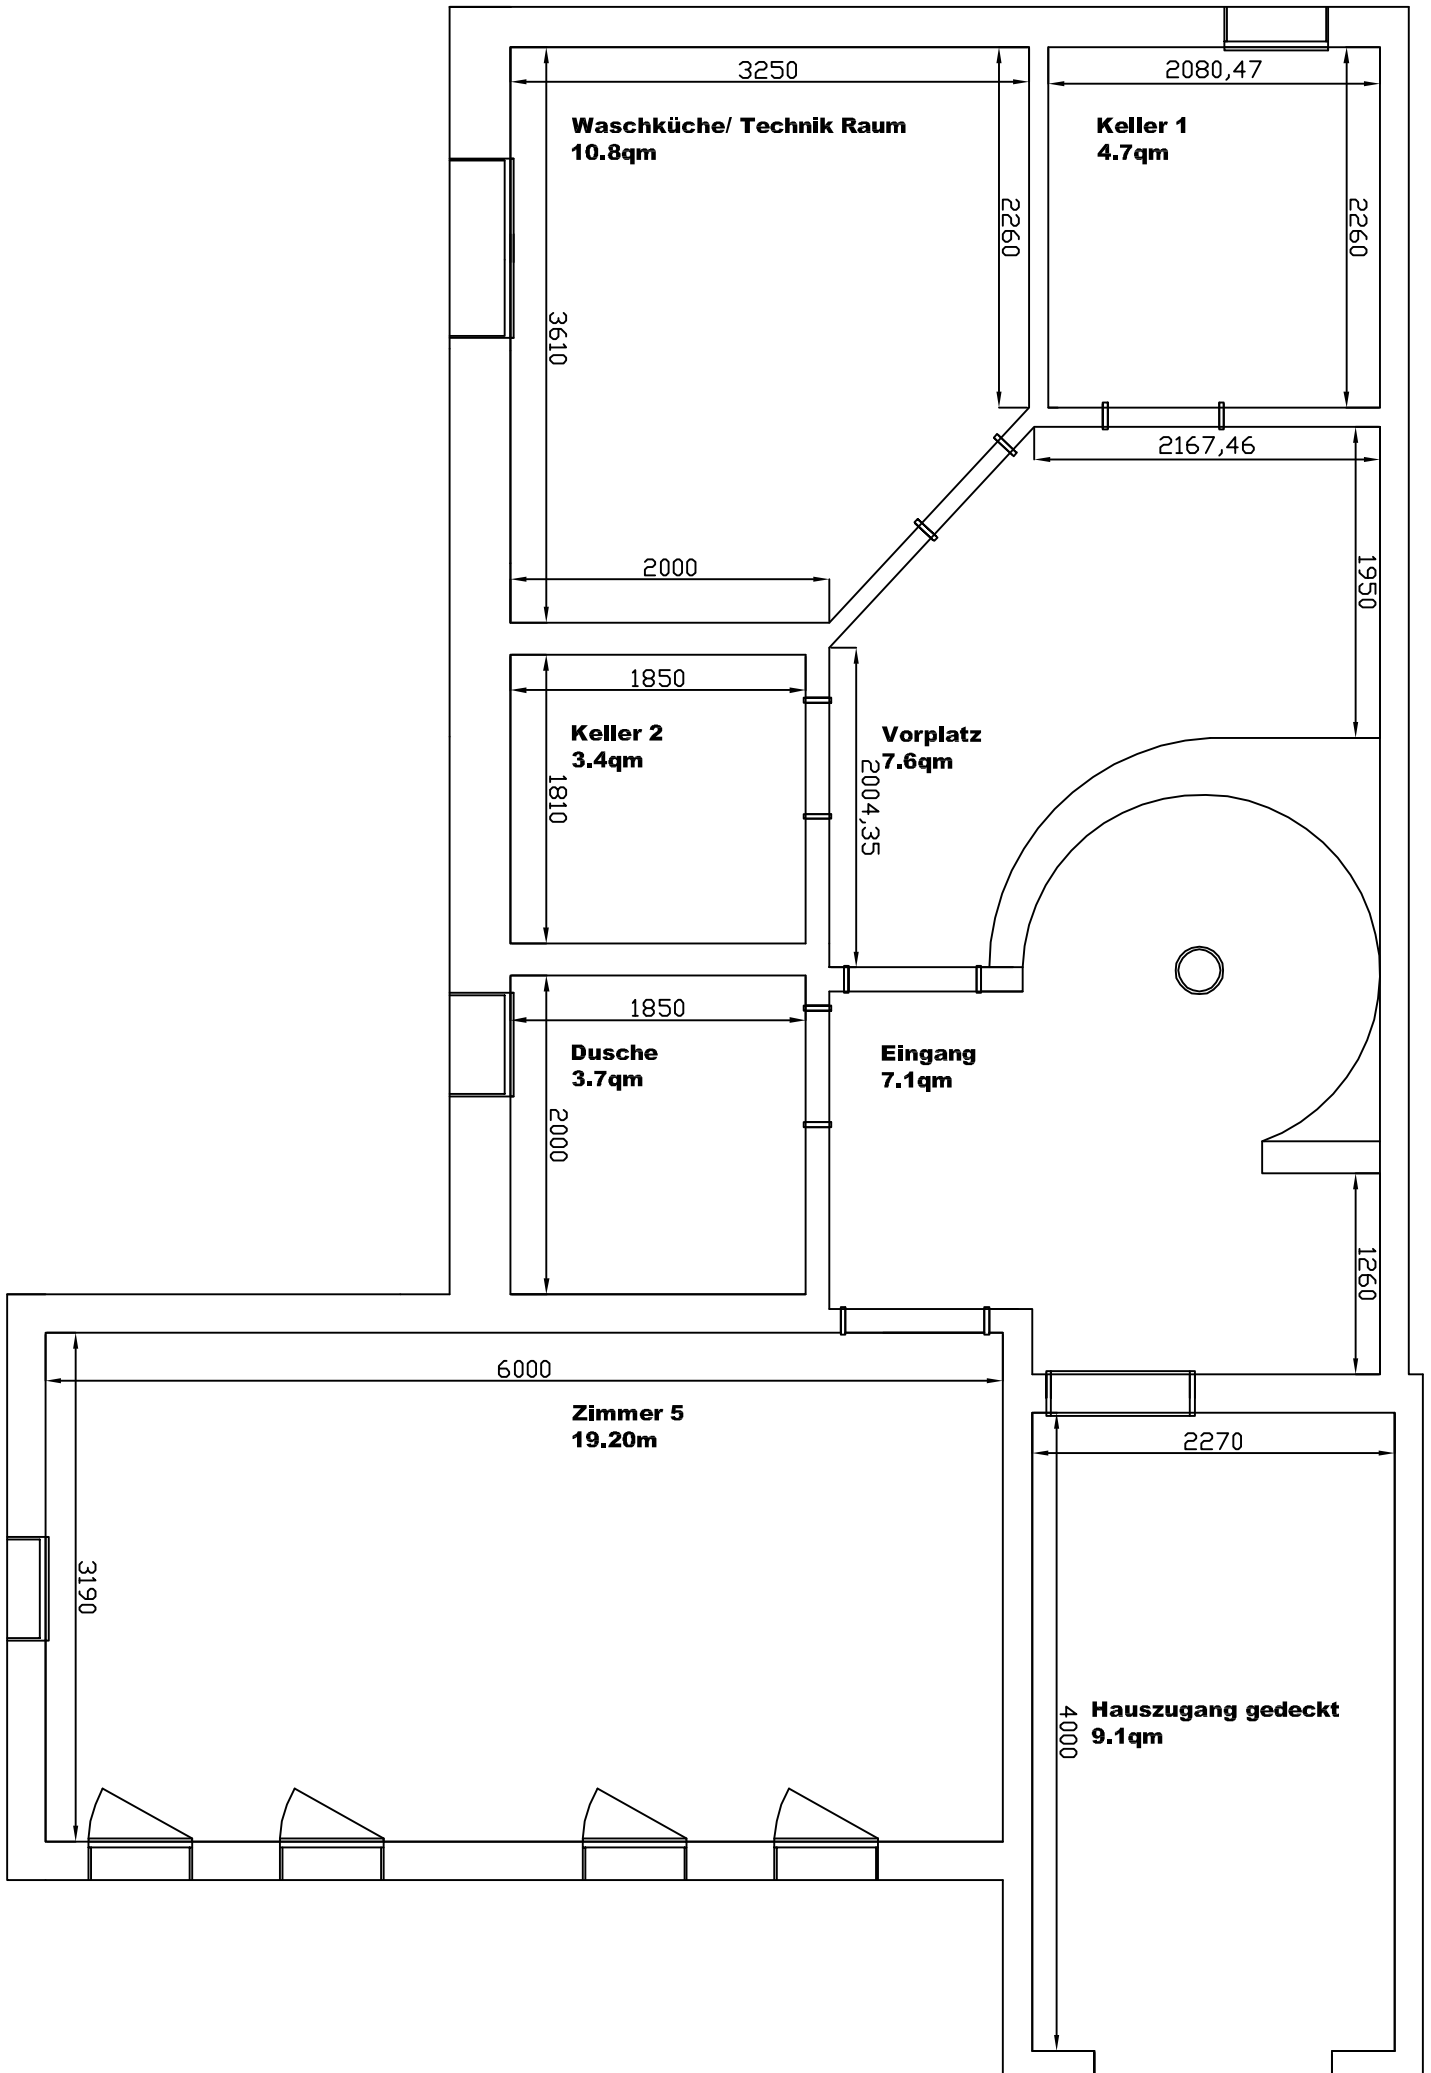 3250
2080,47
Waschküche/ Technik Raum
10.8qm
Keller 1
4.7qm
2260
2260
3610
2167,46
2000
1950
1850
Keller 2
3.4qm
1810
Vorplatz
7.6qm
2004,35
1850
Dusche
3.7qm
2000
Eingang
7.1qm
1260
6000
Zimmer 5
19.20m
2270
3190
Hauszugang gedeckt
9.1qm
4000